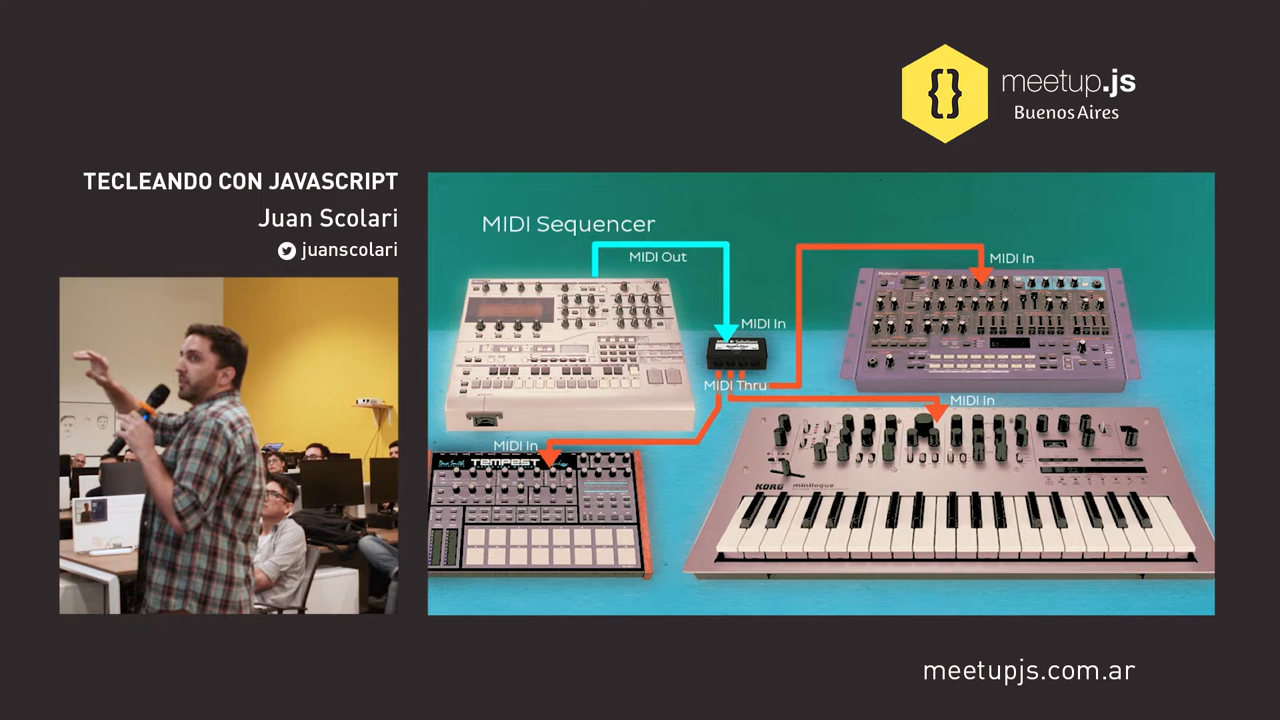 meetup.js
Buenos Aires
TECLEANDO CON JAVASCRIPT
Juan Scolari
juanscolari
MIDI Sequencer
MIDI Out
MIDI In
MIDI In
MIDI Thru
MIDI In
MIDI In
Roland
TEMPEST
KORG minilogue
meetupjs.com.ar